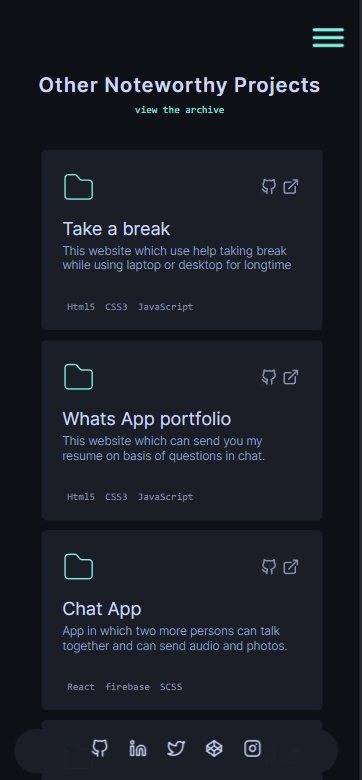 Other Noteworthy Projects
view the archive
Take a break
This website which use help taking break
while using laptop or desktop for longtime
Html5 CSS3 JavaScript
Whats App portfolio
This website which can send you my
resume on basis of questions in chat.
Html5 CSS3 JavaScript
Chat App
App in which two more persons can talk
together and can send audio and photos.
React firebase SCSS